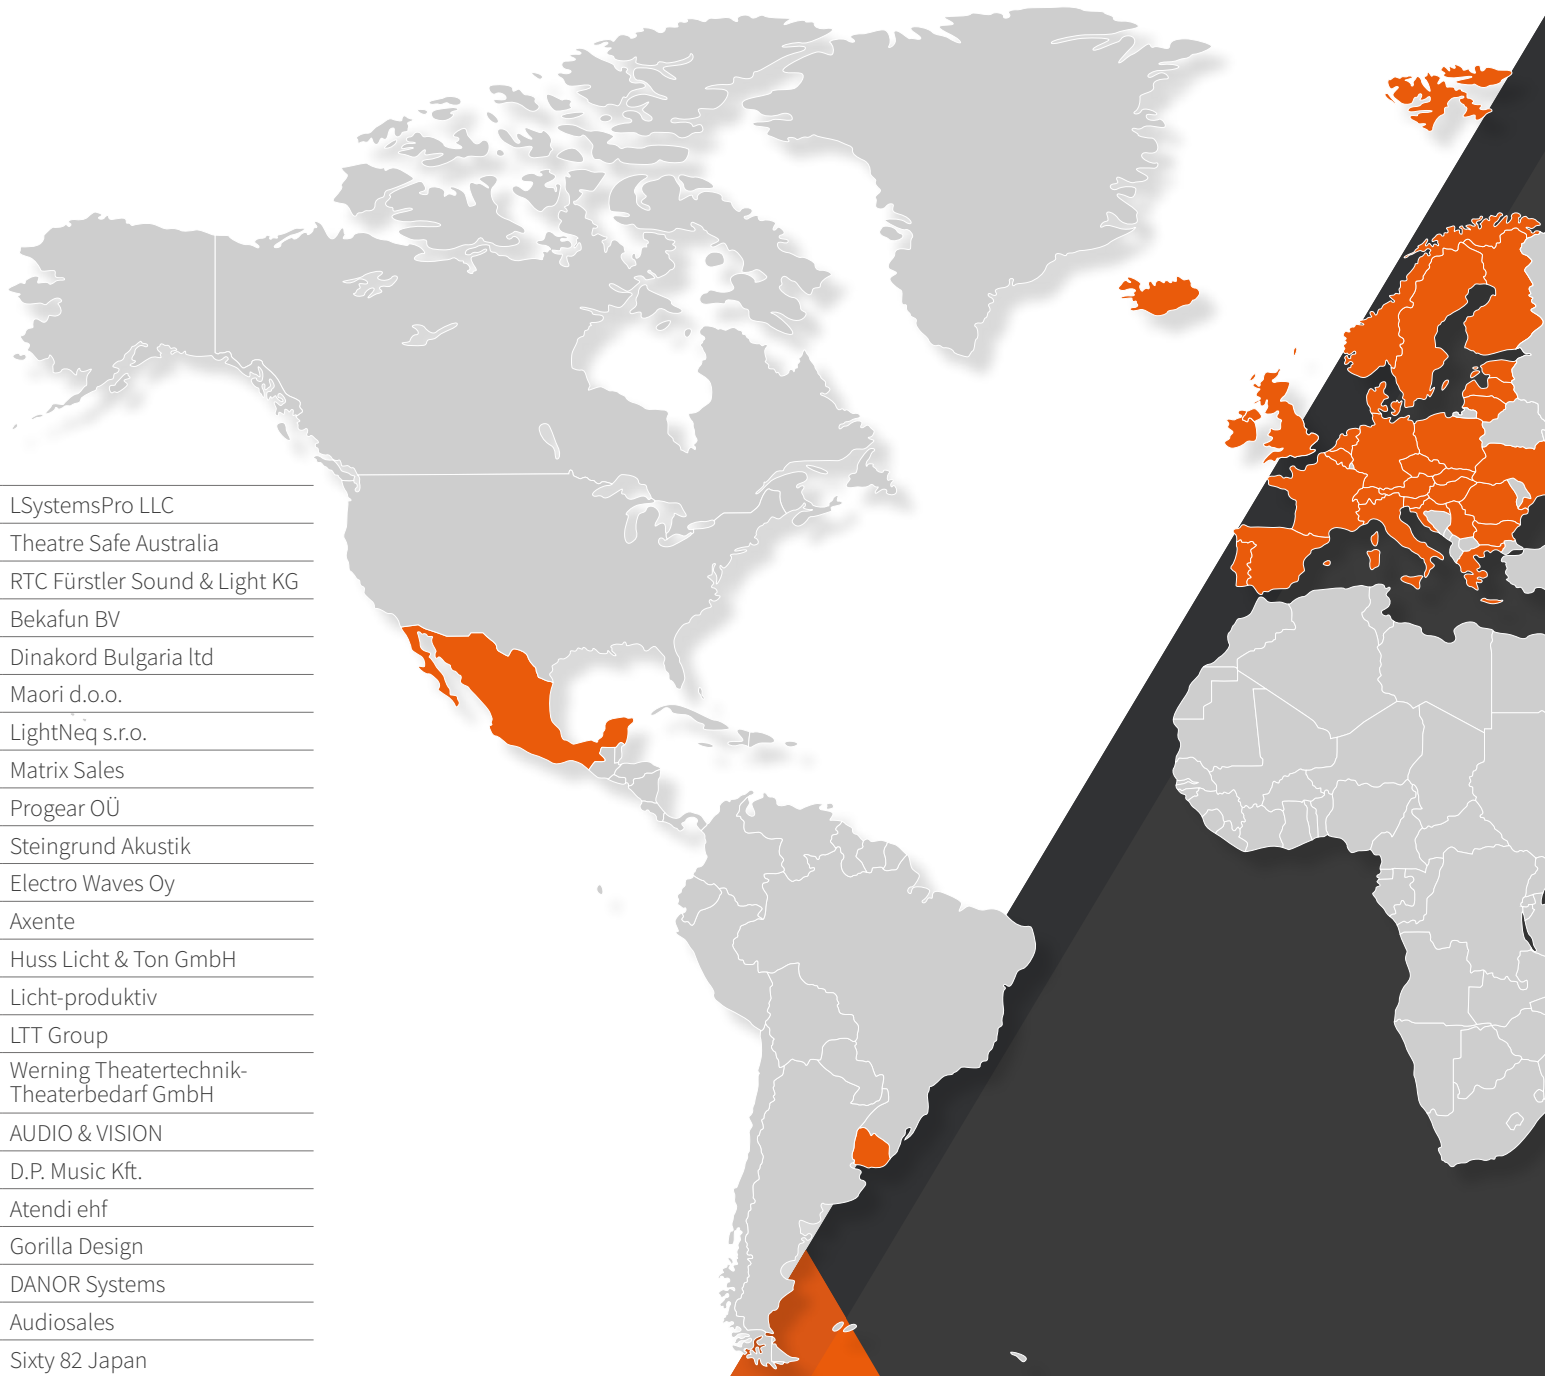 LSystemsPro LLC
Theatre Safe Australia
RTC Fürstler Sound & Light KG
Bekafun BV
Dinakord Bulgaria ltd
Maori d.o.o.
LightNeq s.r.o.
Matrix Sales
Progear OÜ
Steingrund Akustik
Electro Waves Oy
Axente
Huss Licht & Ton GmbH
Licht-produktiv
LTT Group
Werning Theatertechnik-
Theaterbedarf GmbH
AUDIO & VISION
D.P. Music Kft.
Atendi ehf
Gorilla Design
DANOR Systems
Audiosales
Sixty 82 Japan